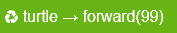 ♻ turtle → forward(99)